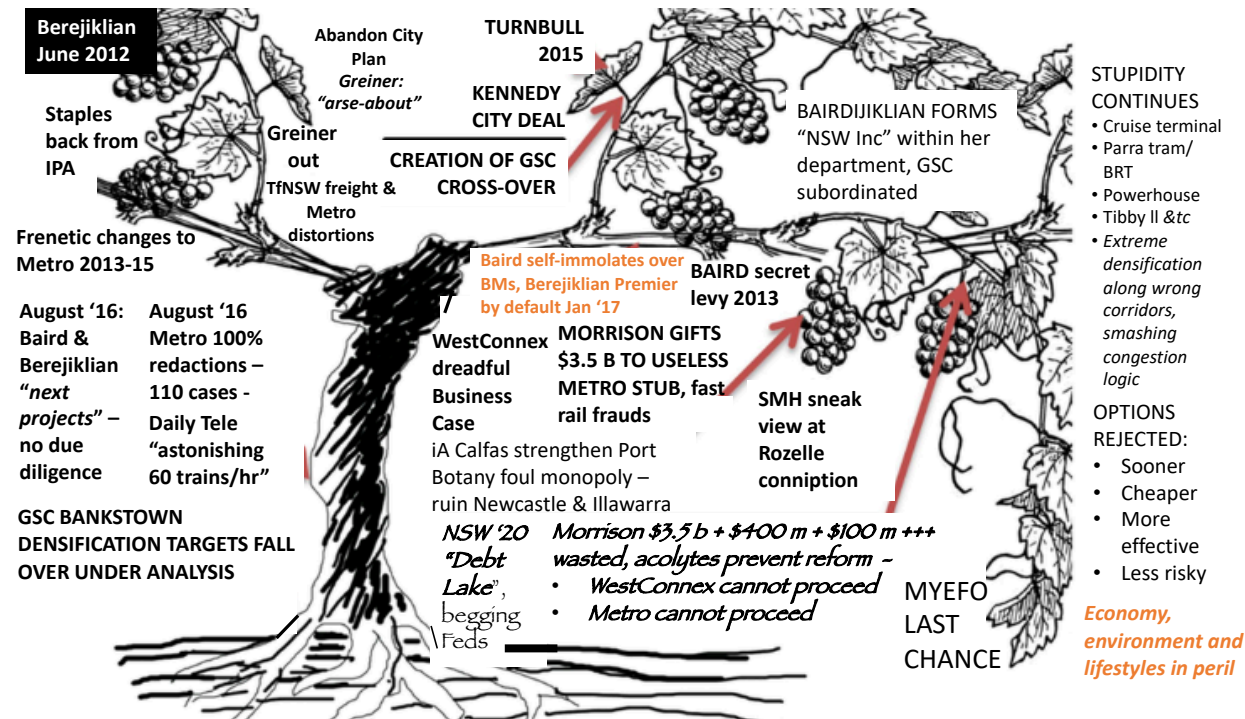 Berejiklian
June 2012
Staples
back from
IPA
Abandon City
Plan
Greiner:
“arse-about”
Greiner
out
TfNSW freight &
Metro
distortions
TURNBULL
2015
KENNEDY
CITY DEAL
CREATION OF GSC
CROSS-OVER
BAIRDIJIKLIAN FORMS
“NSW Inc” within her
department, GSC
subordinated
STUPIDITY
CONTINUES
• Cruise terminal
• Parra tram/
BRT
• Powerhouse
• Tibby ll &tc
• Extreme
densification
along wrong
corridors,
smashing
congestion
logic
OPTIONS
REJECTED:
• Sooner
• Cheaper
• More
effective
• Less risky
Economy,
environment and
lifestyles in peril
Frenetic changes to
Metro 2013-15
August ‘16:
Baird &
Berejiklian
“next
projects” –
no due
diligence
August ‘16
Metro 100%
redactions –
110 cases -
Daily Tele
“astonishing
60 trains/hr”
GSC BANKSTOWN
DENSIFICATION TARGETS FALL
OVER UNDER ANALYSIS
Baird self-immolates over
BMs, Berejiklian Premier
by default Jan ‘17
BAIRD secret
levy 2013
WestConnex
dreadful
Business
Case
MORRISON GIFTS
$3.5 B TO USELESS
METRO STUB, fast
rail frauds
iA Calfas strengthen Port
Botany foul monopoly –
ruin Newcastle & Illawarra
SMH sneak
view at
Rozelle
conniption
NSW ‘20
“Debt
Lake”,
begging
Feds
Morrison $3.5 b + $400 m + $100 m +++
wasted, acolytes prevent reform -
• WestConnex cannot proceed
• Metro cannot proceed
MYEFO
LAST
CHANCE